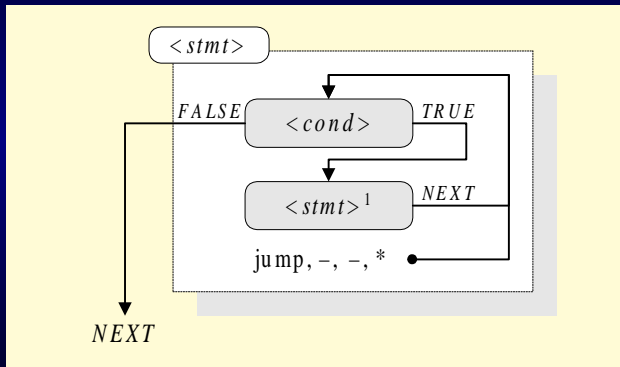 <stmt>
FALSE <cond> TRUE
<stmt>¹ NEXT
jump, –, –, *
NEXT